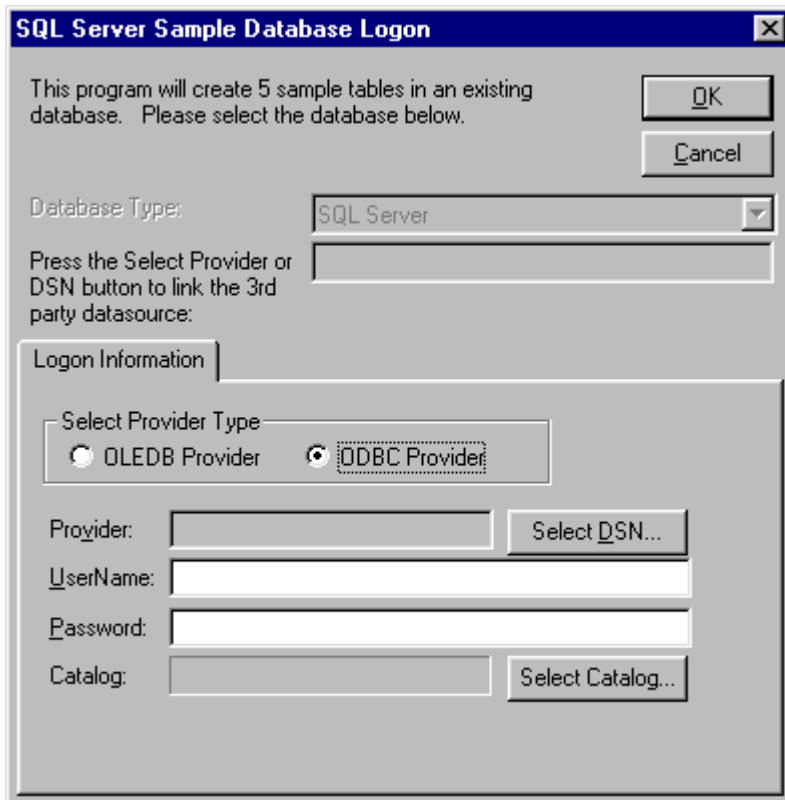 SQL Server Sample Database Logon
This program will create 5 sample tables in an existing
database. Please select the database below.
OK
Cancel
Database Type:
SQL Server
Press the Select Provider or
DSN button to link the 3rd
party datasource:
Logon Information
Select Provider Type
OLEDB Provider
ODBC Provider
Provider:
Select DSN...
UserName:
Password:
Catalog:
Select Catalog...